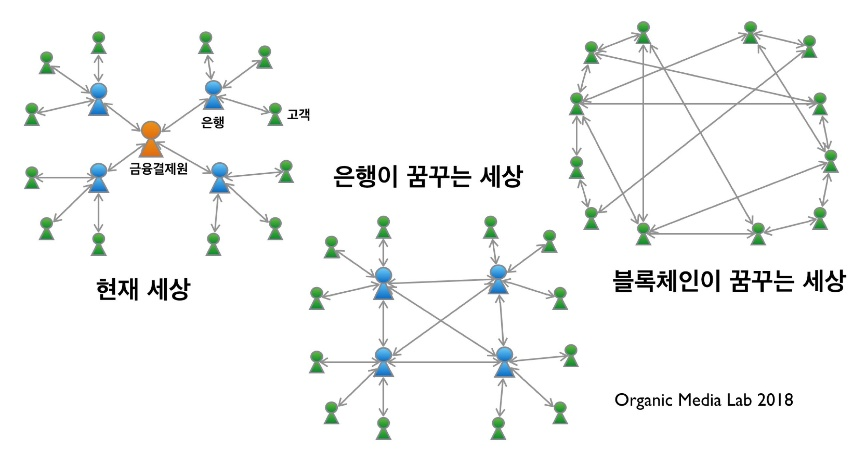 고객
은행
금융결제원
은행이 꿈꾸는 세상
현재 세상
블록체인이 꿈꾸는 세상
Organic Media Lab 2018